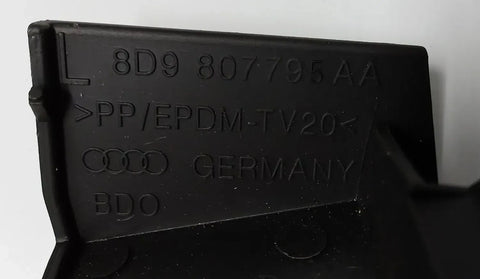 L 8D9 807795 AA
>PP/EPDM-TV20<
GERMANY
BDO